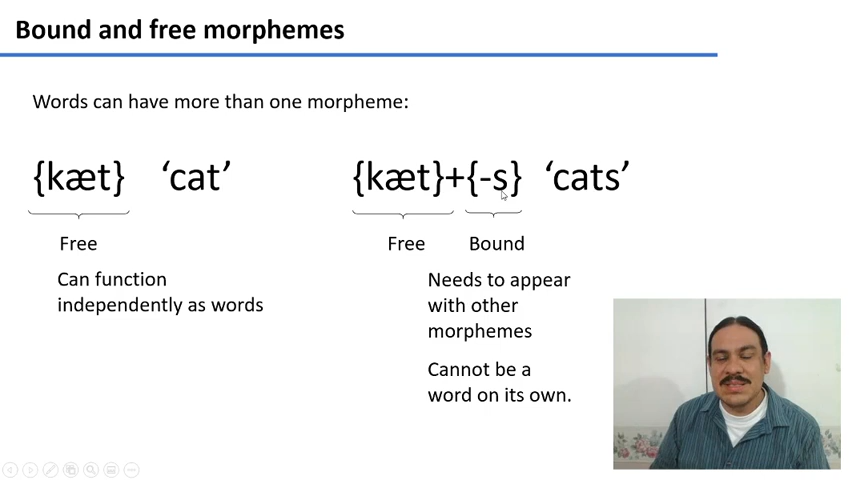 Bound and free morphemes
Words can have more than one morpheme:
{kæt} ‘cat’
Free
Can function
independently as words
{kæt}+{-s} ‘cats’
Free Bound
Needs to appear
with other
morphemes
Cannot be a
word on its own.